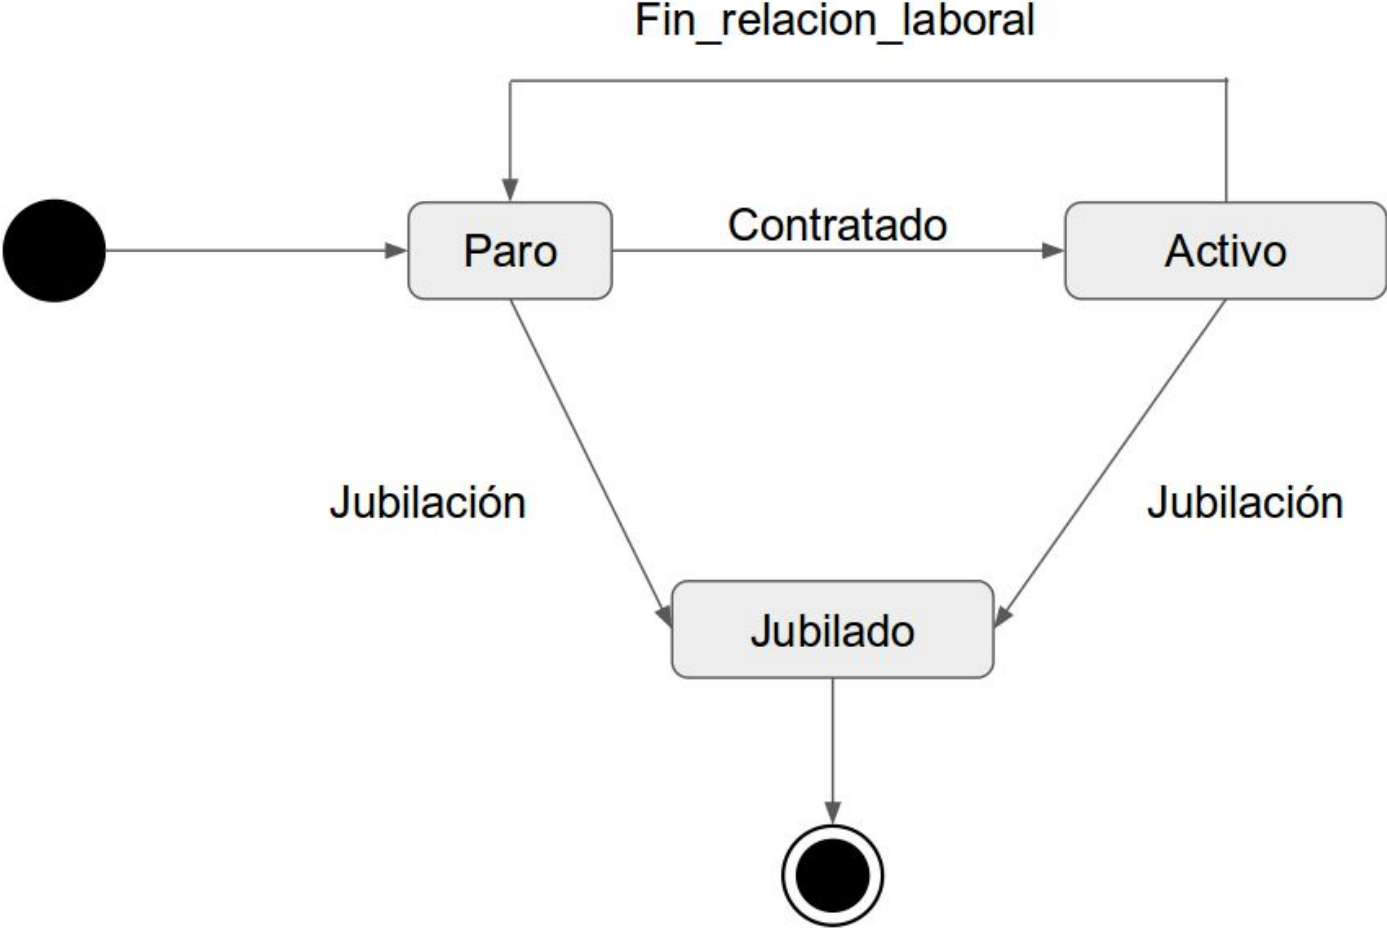 Fin_relacion_laboral
Contratado
Paro
Activo
Jubilación
Jubilación
Jubilado